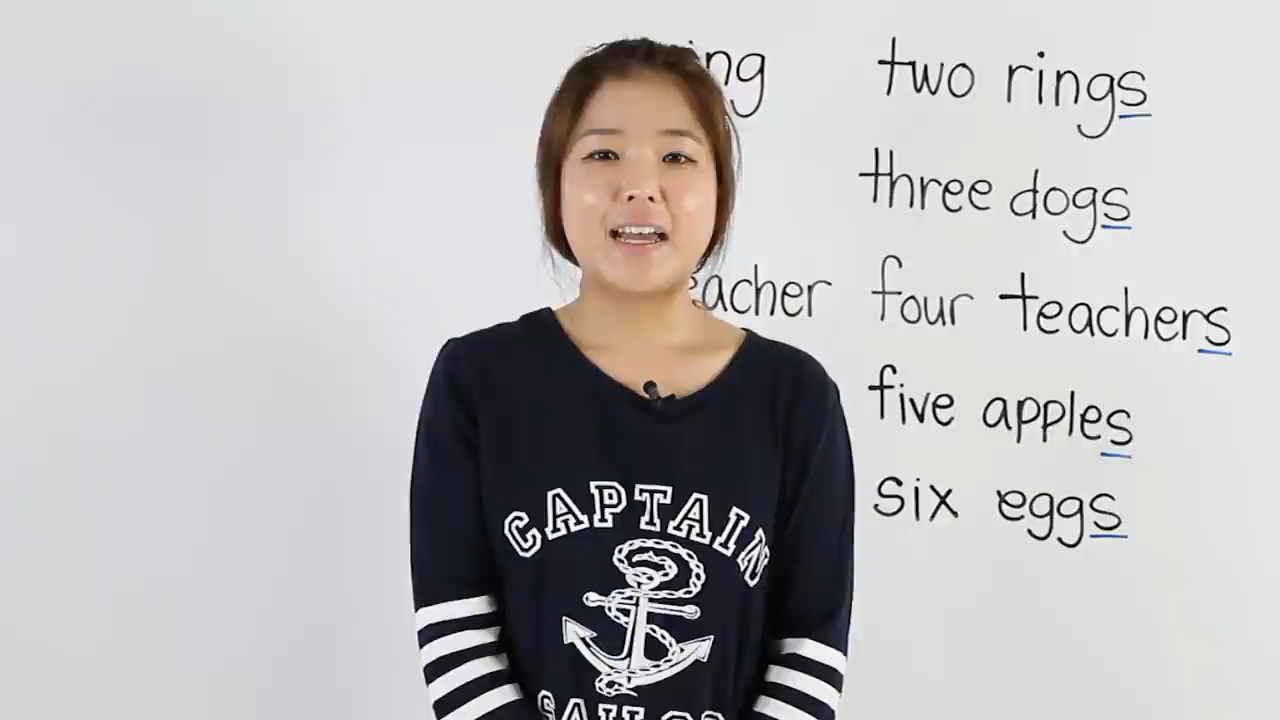 two rings
three dogs
four teachers
five apples
six eggs
CAPTAIN